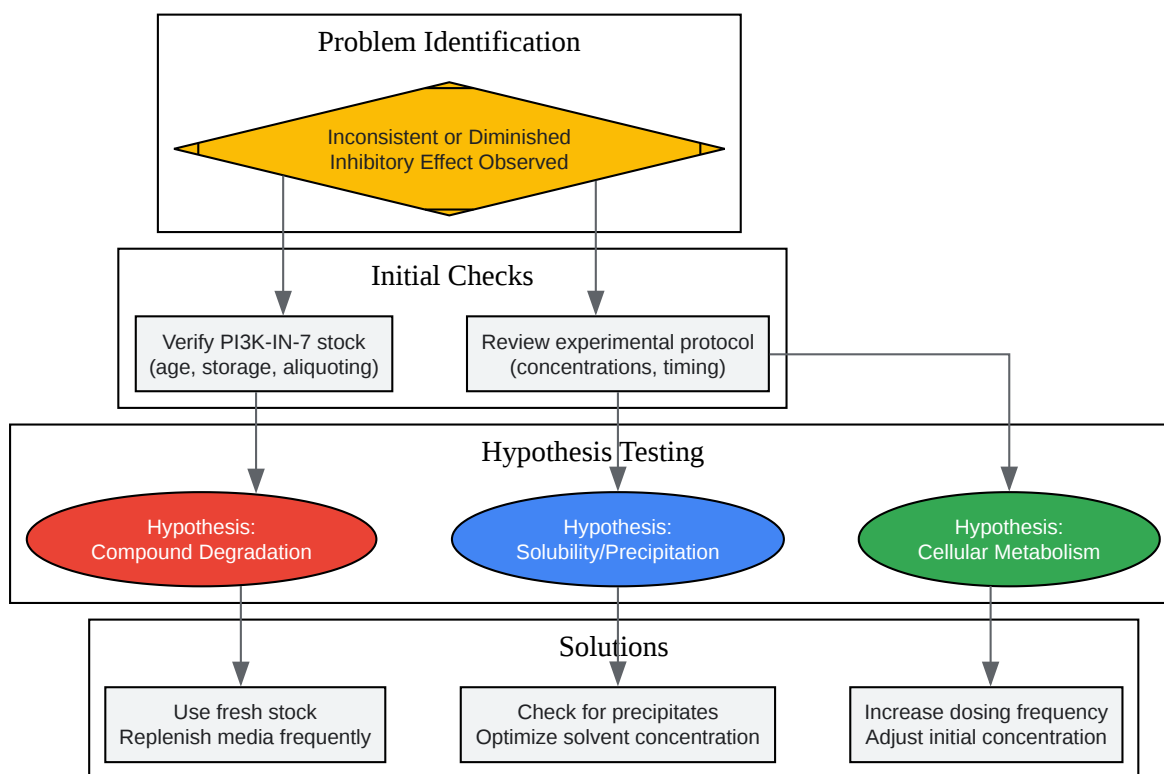 Problem Identification
Inconsistent or Diminished
Inhibitory Effect Observed
Initial Checks
Verify PI3K-IN-7 stock
(age, storage, aliquoting)
Review experimental protocol
(concentrations, timing)
Hypothesis Testing
Hypothesis:
Compound Degradation
Hypothesis:
Solubility/Precipitation
Hypothesis:
Cellular Metabolism
Solutions
Use fresh stock
Replenish media frequently
Check for precipitates
Optimize solvent concentration
Increase dosing frequency
Adjust initial concentration